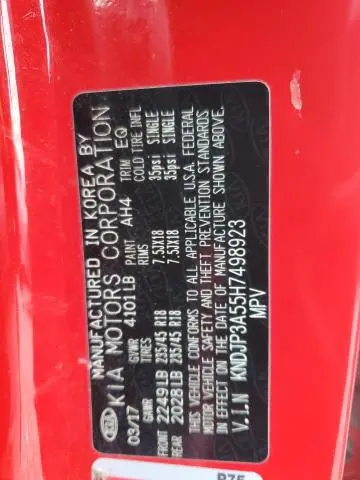 MANUFACTURED IN KOREA BY
KIA MOTORS CORPORATION
03/17 GVWR 4101LB PAINT AH4 TRIM EQ
GAWR TIRES RIMS COLD TIRE INFL
FRONT 2249LB 235/45 R18 7.5JX18 35psi SINGLE
REAR 2028LB 235/45 R18 7.5JX18 35psi SINGLE
THIS VEHICLE CONFORMS TO ALL APPLICABLE U.S.A. FEDERAL
MOTOR VEHICLE SAFETY AND THEFT PREVENTION STANDARDS
IN EFFECT ON THE DATE OF MANUFACTURE SHOWN ABOVE.
V.I.N KNDJP3A55H7498923
MPV
KIA